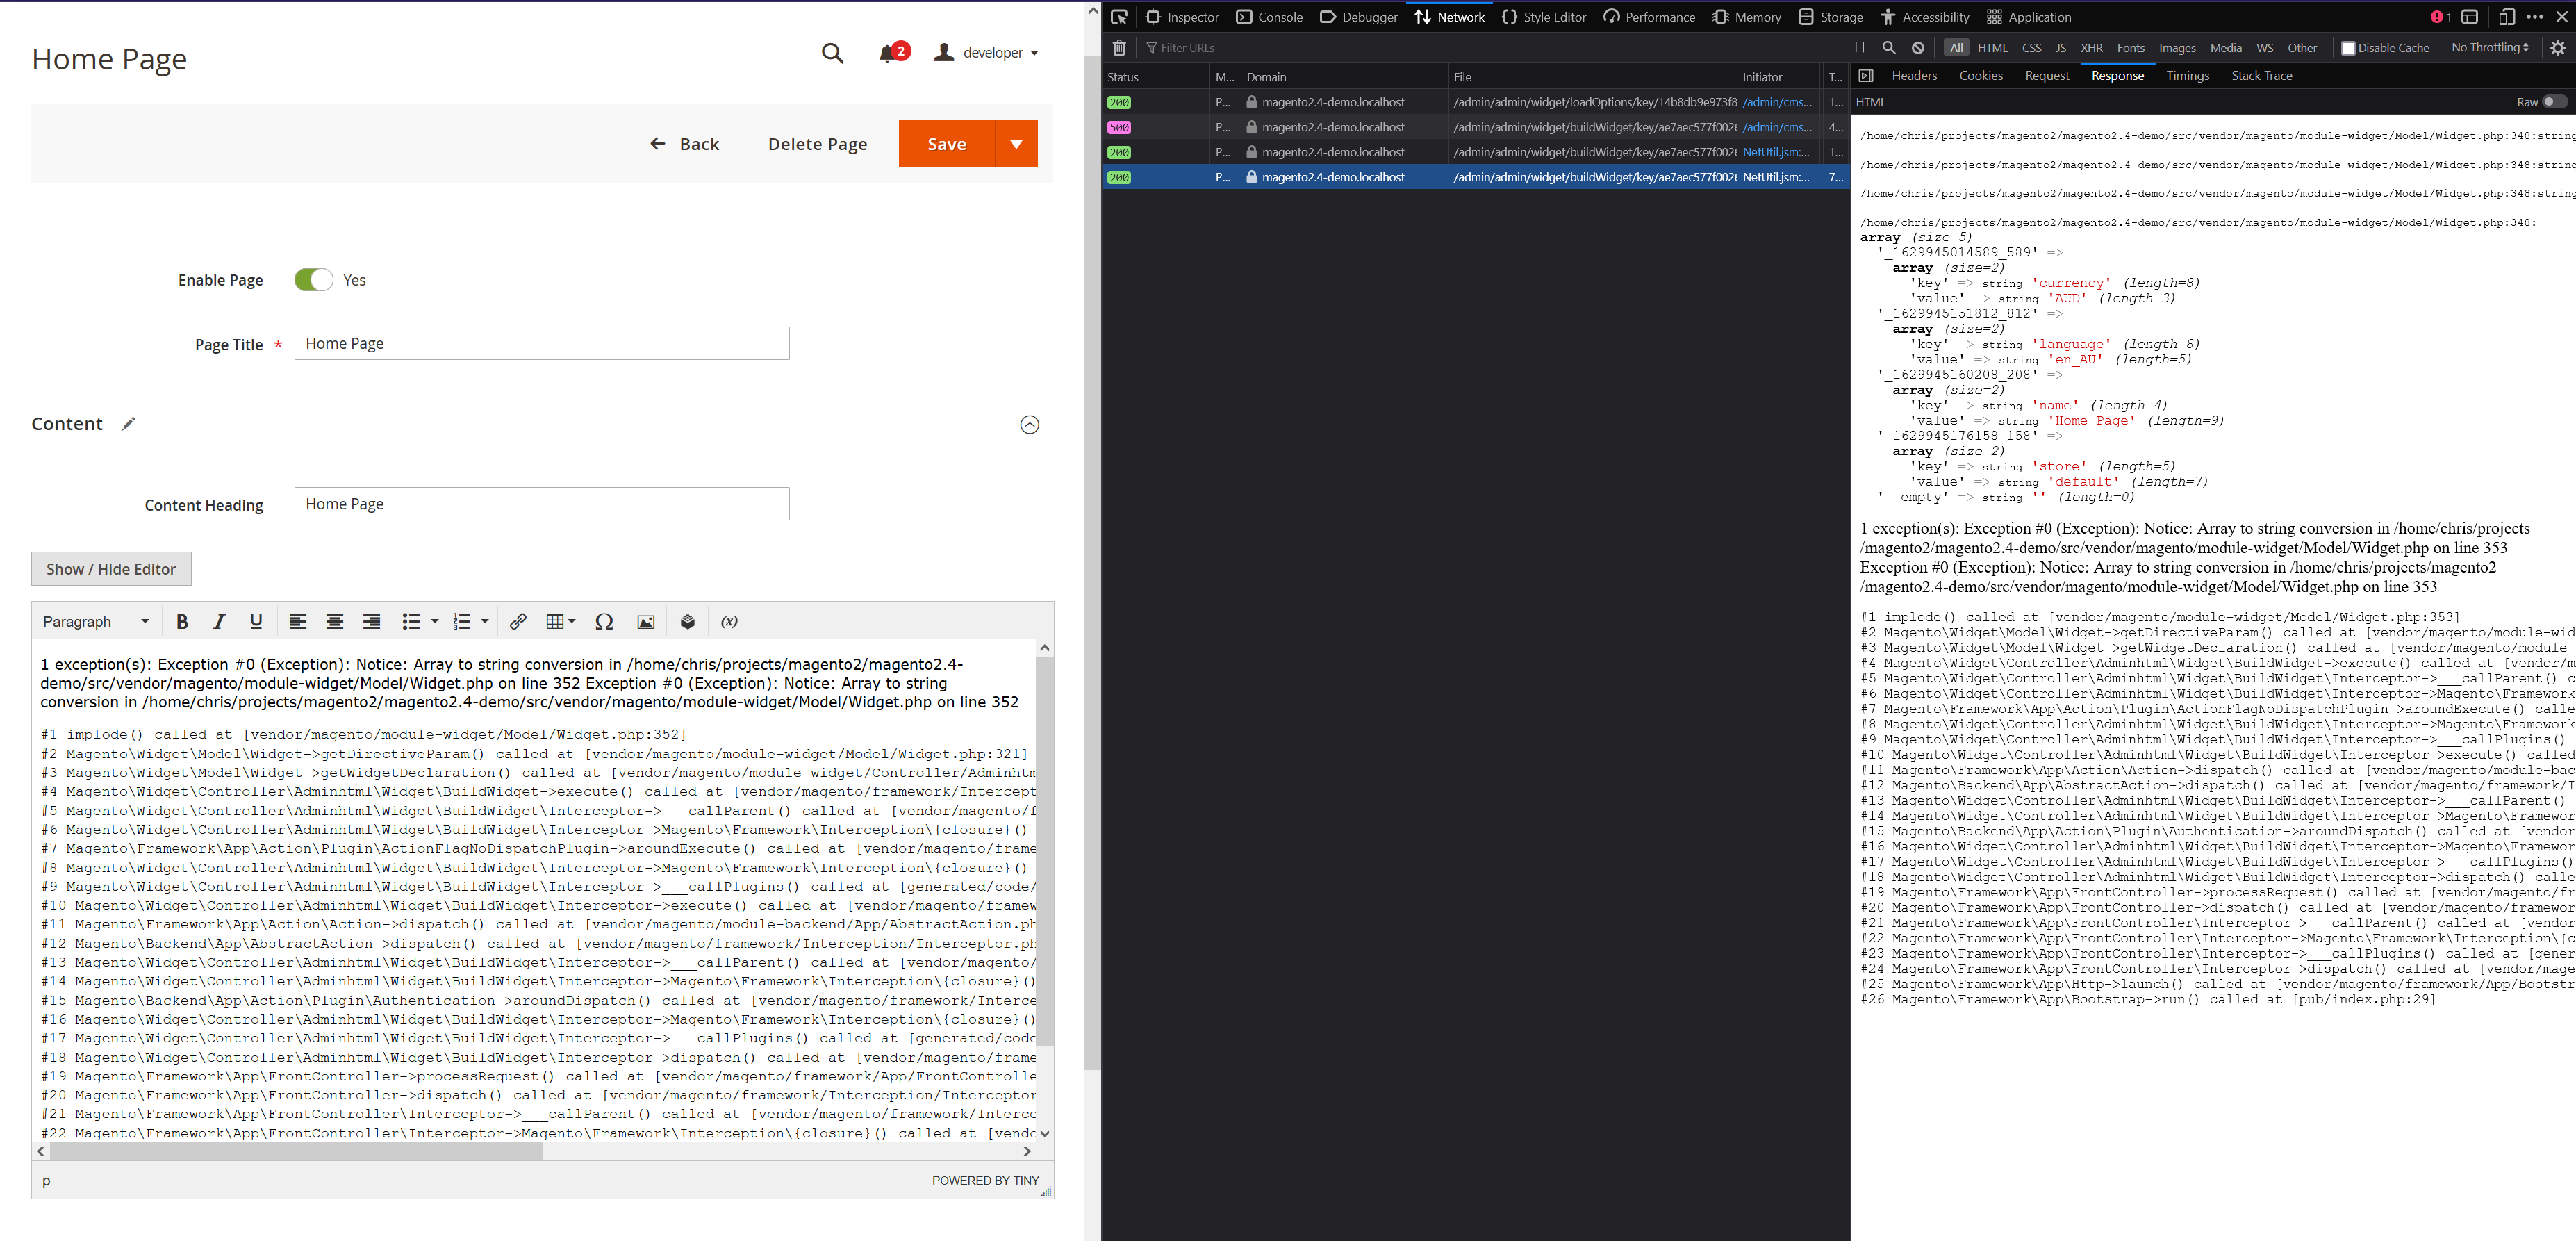 Home Page
2
developer
Back
Delete Page
Save
Enable Page
Yes
Page Title *
Home Page
Content
Content Heading
Home Page
Show / Hide Editor
Paragraph
B I U
(x)
1 exception(s): Exception #0 (Exception): Notice: Array to string conversion in /home/chris/projects/magento2/magento2.4-
demo/src/vendor/magento/module-widget/Model/Widget.php on line 352 Exception #0 (Exception): Notice: Array to string
conversion in /home/chris/projects/magento2/magento2.4-demo/src/vendor/magento/module-widget/Model/Widget.php on line 352
#1 implode() called at [vendor/magento/module-widget/Model/Widget.php:352]
#2 Magento\Widget\Model\Widget->getDirectiveParam() called at [vendor/magento/module-widget/Model/Widget.php:321]
#3 Magento\Widget\Model\Widget->getWidgetDeclaration() called at [vendor/magento/module-widget/Controller/Adminhtm
#4 Magento\Widget\Controller\Adminhtml\Widget\BuildWidget->execute() called at [vendor/magento/framework/Intercept
#5 Magento\Widget\Controller\Adminhtml\Widget\BuildWidget\Interceptor->___callParent() called at [vendor/magento/f
#6 Magento\Widget\Controller\Adminhtml\Widget\BuildWidget\Interceptor->Magento\Framework\Interception\{closure}()
#7 Magento\Framework\App\Action\Plugin\ActionFlagNoDispatchPlugin->aroundExecute() called at [vendor/magento/frame
#8 Magento\Widget\Controller\Adminhtml\Widget\BuildWidget\Interceptor->Magento\Framework\Interception\{closure}()
#9 Magento\Widget\Controller\Adminhtml\Widget\BuildWidget\Interceptor->___callPlugins() called at [generated/code/
#10 Magento\Widget\Controller\Adminhtml\Widget\BuildWidget\Interceptor->execute() called at [vendor/magento/framew
#11 Magento\Framework\App\Action\Action->dispatch() called at [vendor/magento/module-backend/App/AbstractAction.ph
#12 Magento\Backend\App\AbstractAction->dispatch() called at [vendor/magento/framework/Interception/Interceptor.ph
#13 Magento\Widget\Controller\Adminhtml\Widget\BuildWidget\Interceptor->___callParent() called at [vendor/magento/
#14 Magento\Widget\Controller\Adminhtml\Widget\BuildWidget\Interceptor->Magento\Framework\Interception\{closure}()
#15 Magento\Backend\App\Action\Plugin\Authentication->aroundDispatch() called at [vendor/magento/framework/Interce
#16 Magento\Widget\Controller\Adminhtml\Widget\BuildWidget\Interceptor->Magento\Framework\Interception\{closure}()
#17 Magento\Widget\Controller\Adminhtml\Widget\BuildWidget\Interceptor->___callPlugins() called at [generated/code
#18 Magento\Widget\Controller\Adminhtml\Widget\BuildWidget\Interceptor->dispatch() called at [vendor/magento/frame
#19 Magento\Framework\App\FrontController->processRequest() called at [vendor/magento/framework/App/FrontControlle
#20 Magento\Framework\App\FrontController->dispatch() called at [vendor/magento/framework/Interception/Interceptor
#21 Magento\Framework\App\FrontController\Interceptor->___callParent() called at [vendor/magento/framework/Interce
#22 Magento\Framework\App\FrontController\Interceptor->Magento\Framework\Interception\{closure}() called at [vendo
p
POWERED BY TINY
Inspector Console Debugger Network Style Editor Performance Memory Storage Accessibility Application
1
Filter URLs
All HTML CSS JS XHR Fonts Images Media WS Other
Disable Cache
No Throttling
Status M... Domain File Initiator T...
200 P... magento2.4-demo.localhost /admin/admin/widget/loadOptions/key/14b8db9e973f8 /admin/cms... 1...
500 P... magento2.4-demo.localhost /admin/admin/widget/buildWidget/key/ae7aec577f0026 /admin/cms... 4...
200 P... magento2.4-demo.localhost /admin/admin/widget/buildWidget/key/ae7aec577f0026 NetUtil.jsm:... 1...
200 P... magento2.4-demo.localhost /admin/admin/widget/buildWidget/key/ae7aec577f0026 NetUtil.jsm:... 7...
Headers Cookies Request Response Timings Stack Trace
HTML
Raw
/home/chris/projects/magento2/magento2.4-demo/src/vendor/magento/module-widget/Model/Widget.php:348:string
/home/chris/projects/magento2/magento2.4-demo/src/vendor/magento/module-widget/Model/Widget.php:348:string
/home/chris/projects/magento2/magento2.4-demo/src/vendor/magento/module-widget/Model/Widget.php:348:string
/home/chris/projects/magento2/magento2.4-demo/src/vendor/magento/module-widget/Model/Widget.php:348:
array (size=5)
'_1629945014589_589' =>
array (size=2)
'key' => string 'currency' (length=8)
'value' => string 'AUD' (length=3)
'_1629945151812_812' =>
array (size=2)
'key' => string 'language' (length=8)
'value' => string 'en_AU' (length=5)
'_1629945160208_208' =>
array (size=2)
'key' => string 'name' (length=4)
'value' => string 'Home Page' (length=9)
'_1629945176158_158' =>
array (size=2)
'key' => string 'store' (length=5)
'value' => string 'default' (length=7)
'__empty' => string '' (length=0)
1 exception(s): Exception #0 (Exception): Notice: Array to string conversion in /home/chris/projects
/magento2/magento2.4-demo/src/vendor/magento/module-widget/Model/Widget.php on line 353
Exception #0 (Exception): Notice: Array to string conversion in /home/chris/projects/magento2
/magento2.4-demo/src/vendor/magento/module-widget/Model/Widget.php on line 353
#1 implode() called at [vendor/magento/module-widget/Model/Widget.php:353]
#2 Magento\Widget\Model\Widget->getDirectiveParam() called at [vendor/magento/module-wid
#3 Magento\Widget\Model\Widget->getWidgetDeclaration() called at [vendor/magento/module-
#4 Magento\Widget\Controller\Adminhtml\Widget\BuildWidget->execute() called at [vendor/m
#5 Magento\Widget\Controller\Adminhtml\Widget\BuildWidget\Interceptor->___callParent() c
#6 Magento\Widget\Controller\Adminhtml\Widget\BuildWidget\Interceptor->Magento\Framework
#7 Magento\Framework\App\Action\Plugin\ActionFlagNoDispatchPlugin->aroundExecute() calle
#8 Magento\Widget\Controller\Adminhtml\Widget\BuildWidget\Interceptor->Magento\Framework
#9 Magento\Widget\Controller\Adminhtml\Widget\BuildWidget\Interceptor->___callPlugins()
#10 Magento\Widget\Controller\Adminhtml\Widget\BuildWidget\Interceptor->execute() called
#11 Magento\Framework\App\Action\Action->dispatch() called at [vendor/magento/module-bac
#12 Magento\Backend\App\AbstractAction->dispatch() called at [vendor/magento/framework/I
#13 Magento\Widget\Controller\Adminhtml\Widget\BuildWidget\Interceptor->___callParent()
#14 Magento\Widget\Controller\Adminhtml\Widget\BuildWidget\Interceptor->Magento\Framewor
#15 Magento\Backend\App\Action\Plugin\Authentication->aroundDispatch() called at [vendor
#16 Magento\Widget\Controller\Adminhtml\Widget\BuildWidget\Interceptor->Magento\Framewor
#17 Magento\Widget\Controller\Adminhtml\Widget\BuildWidget\Interceptor->___callPlugins()
#18 Magento\Widget\Controller\Adminhtml\Widget\BuildWidget\Interceptor->dispatch() calle
#19 Magento\Framework\App\FrontController->processRequest() called at [vendor/magento/fr
#20 Magento\Framework\App\FrontController->dispatch() called at [vendor/magento/framewor
#21 Magento\Framework\App\FrontController\Interceptor->___callParent() called at [vendor
#22 Magento\Framework\App\FrontController\Interceptor->Magento\Framework\Interception\{c
#23 Magento\Framework\App\FrontController\Interceptor->___callPlugins() called at [gener
#24 Magento\Framework\App\FrontController\Interceptor->dispatch() called at [vendor/mage
#25 Magento\Framework\App\Http->launch() called at [vendor/magento/framework/App/Bootstr
#26 Magento\Framework\App\Bootstrap->run() called at [pub/index.php:29]